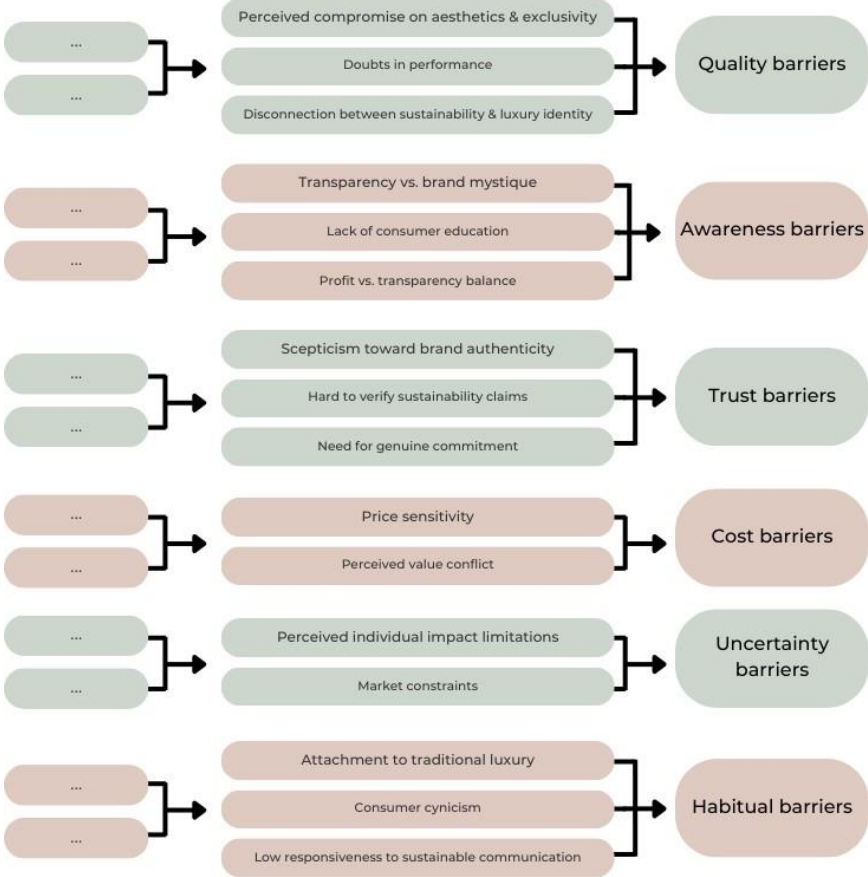 ...
...
Perceived compromise on aesthetics & exclusivity
Doubts in performance
Disconnection between sustainability & luxury identity
Quality barriers
...
...
Transparency vs. brand mystique
Lack of consumer education
Profit vs. transparency balance
Awareness barriers
...
...
Scepticism toward brand authenticity
Hard to verify sustainability claims
Need for genuine commitment
Trust barriers
...
...
Price sensitivity
Perceived value conflict
Cost barriers
...
...
Perceived individual impact limitations
Market constraints
Uncertainty
barriers
...
...
Attachment to traditional luxury
Consumer cynicism
Low responsiveness to sustainable communication
Habitual barriers